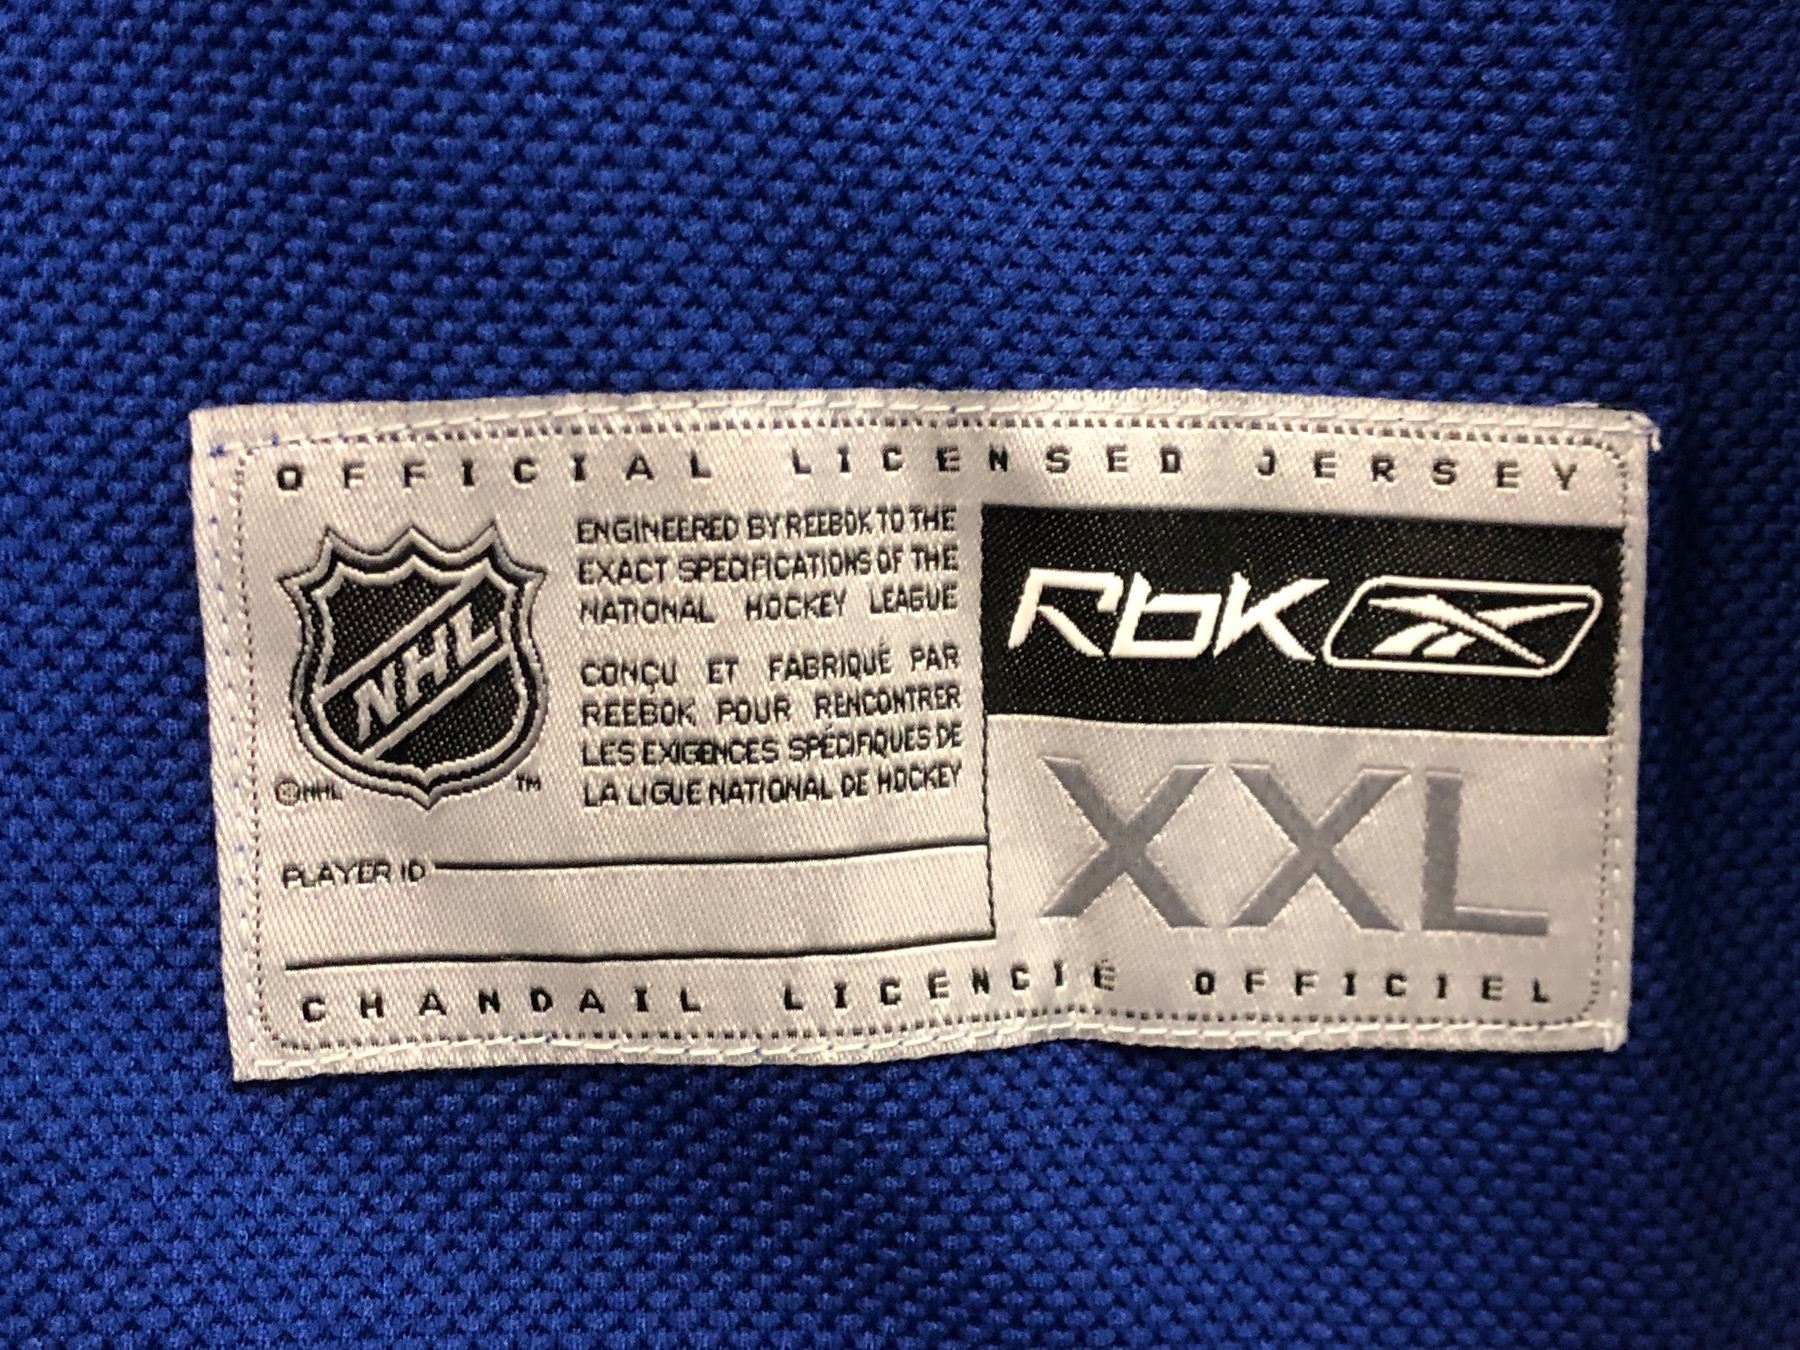 OFFICIAL LICENSED JERSEY
NHL
©NHL
TM
ENGINEERED BY REEBOK TO THE
EXACT SPECIFICATIONS OF THE
NATIONAL HOCKEY LEAGUE
CONÇU ET FABRIQUÉ PAR
REEBOK POUR RENCONTRER
LES EXIGENCES SPÉCIFIQUES DE
LA LIGUE NATIONAL DE HOCKEY
PLAYER ID
RbK
XXL
CHANDAIL LICENCIÉ OFFICIEL